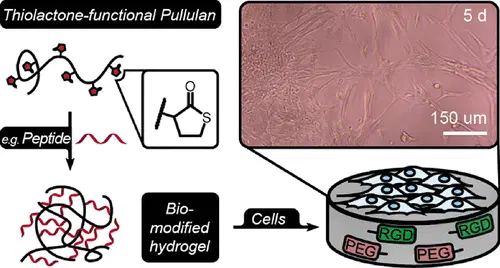 Thiolactone-functional Pullulan
O
S
e.g. Peptide
Bio-
modified
hydrogel
Cells
5 d
150 um
RGD
RGD
PEG
PEG